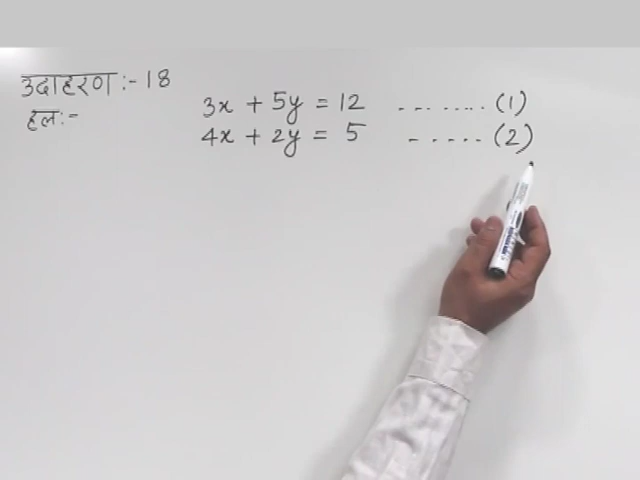 उदाहरण :- 18
हल :-
3x + 5y = 12 ....... (1)
4x + 2y = 5 ..... (2)